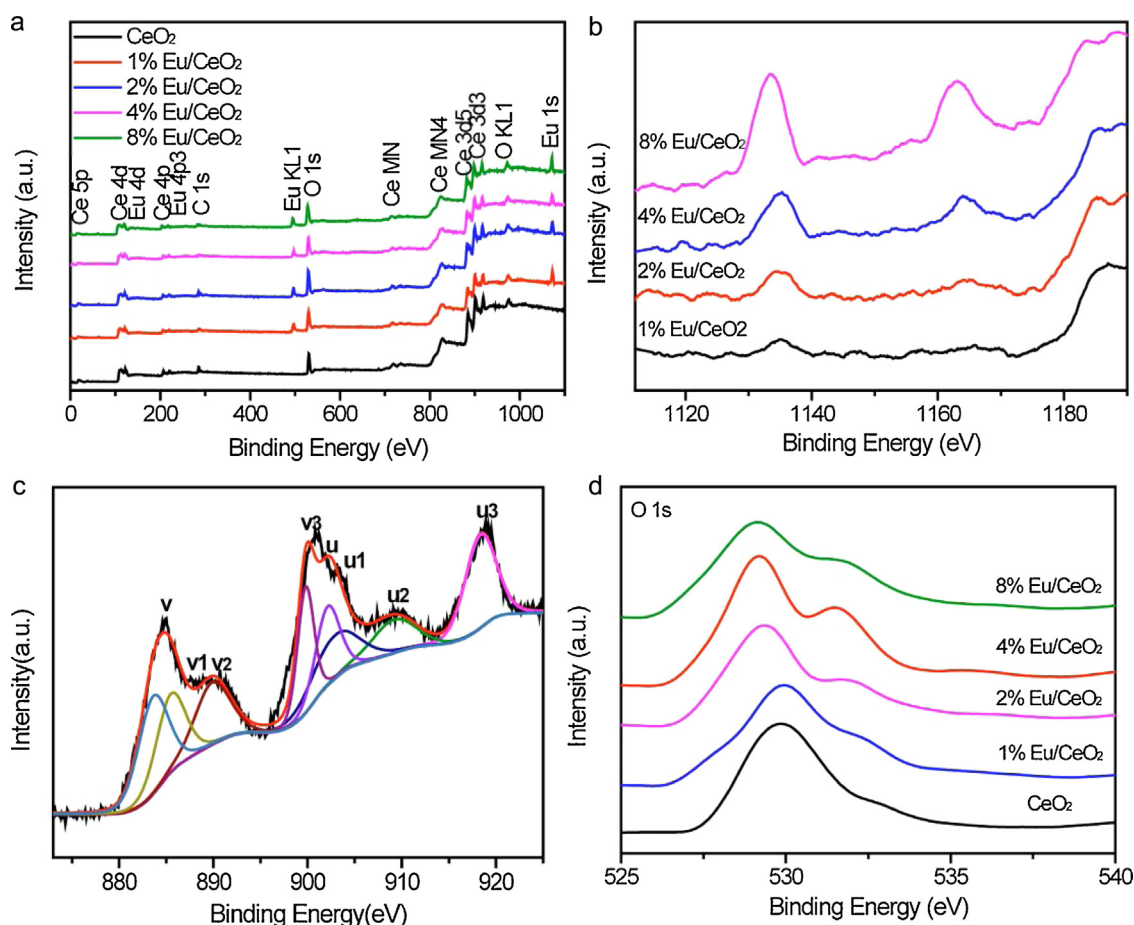 a
CeO₂
1% Eu/CeO₂
2% Eu/CeO₂
4% Eu/CeO₂
8% Eu/CeO₂
Ce 5p
Ce 4d
Eu 4d
Ce 4p
Eu 4p3
C 1s
Eu KL1
O 1s
Ce MN
Ce MN4
Ce 3d5
Ce 3d3
O KL1
Eu 1s
Intensity (a.u.)
0 200 400 600 800 1000
Binding Energy (eV)
b
8% Eu/CeO₂
4% Eu/CeO₂
2% Eu/CeO₂
1% Eu/CeO2
Intensity (a.u.)
1120 1140 1160 1180
Binding Energy (eV)
c
v
v1
v2
v3
u
u1
u2
u3
Intensity(a.u.)
880 890 900 910 920
Binding Energy(eV)
d
O 1s
8% Eu/CeO₂
4% Eu/CeO₂
2% Eu/CeO₂
1% Eu/CeO₂
CeO₂
Intensity (a.u.)
525 530 535 540
Binding Energy (eV)